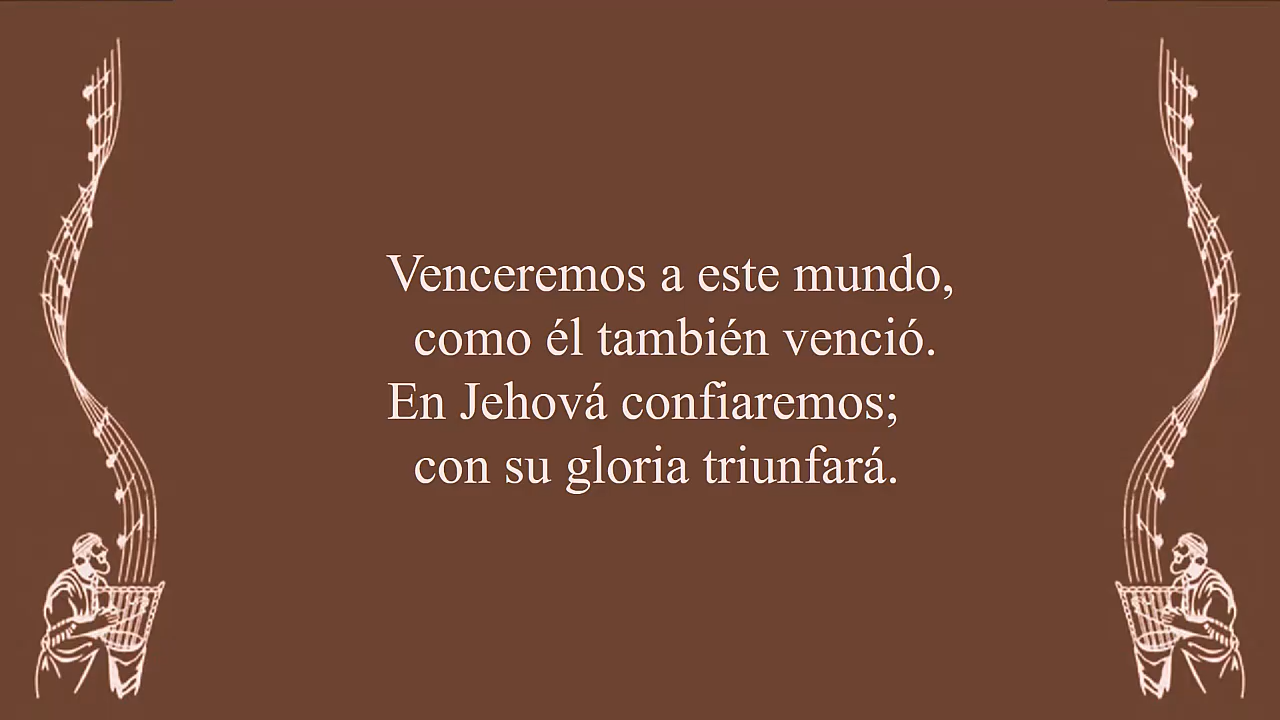 Venceremos a este mundo,
como él también venció.
En Jehová confiaremos;
con su gloria triunfará.